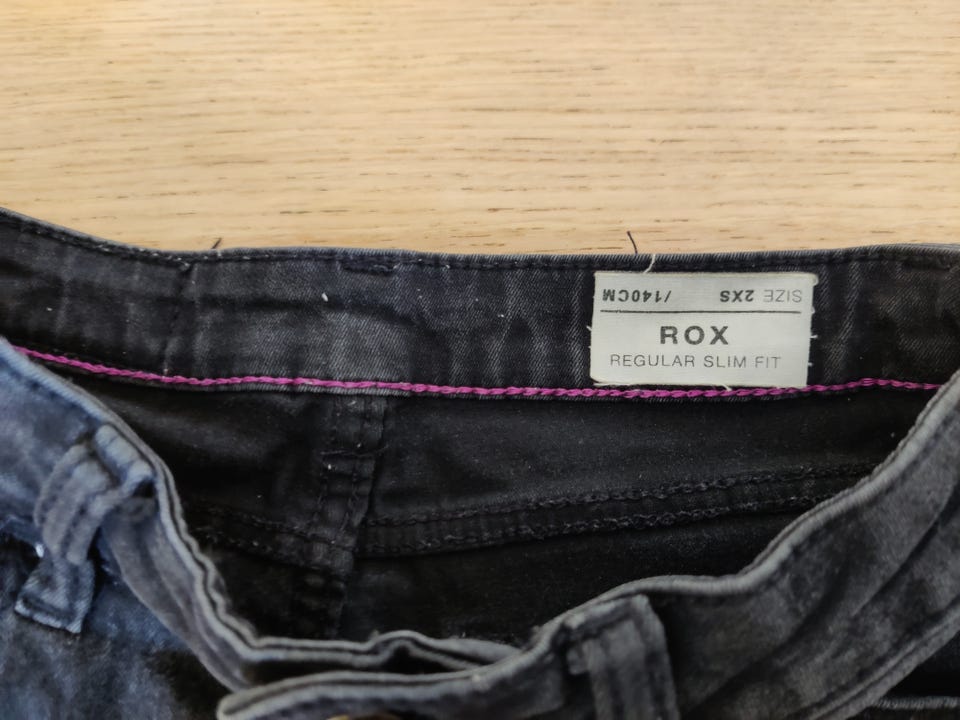 SIZE 2XS /140CM
ROX
REGULAR SLIM FIT